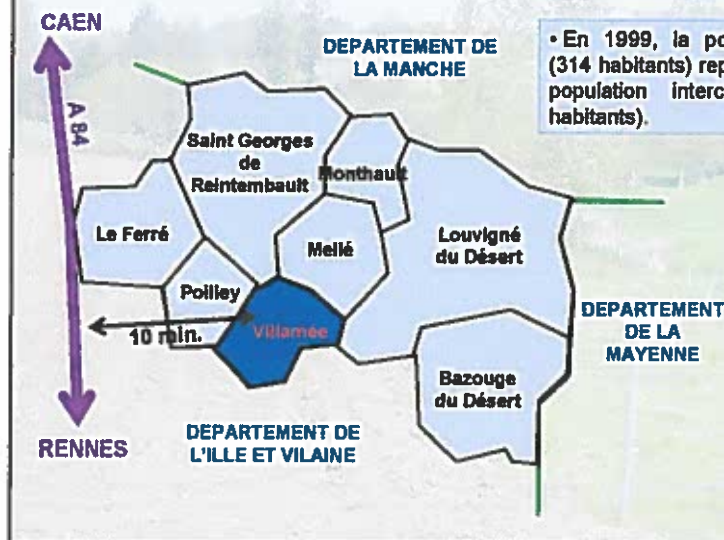 CAEN
A 84
RENNES
DEPARTEMENT DE
LA MANCHE
• En 1999, la po
(314 habitants) rep
population interc
habitants).
Saint Georges
de
Reintembault
Monthault
Le Ferré
Mellé
Louvigné
du Désert
Poilley
10 min.
Villamée
DEPARTEMENT
DE LA
MAYENNE
Bazouge
du Désert
DEPARTEMENT DE
L'ILLE ET VILAINE